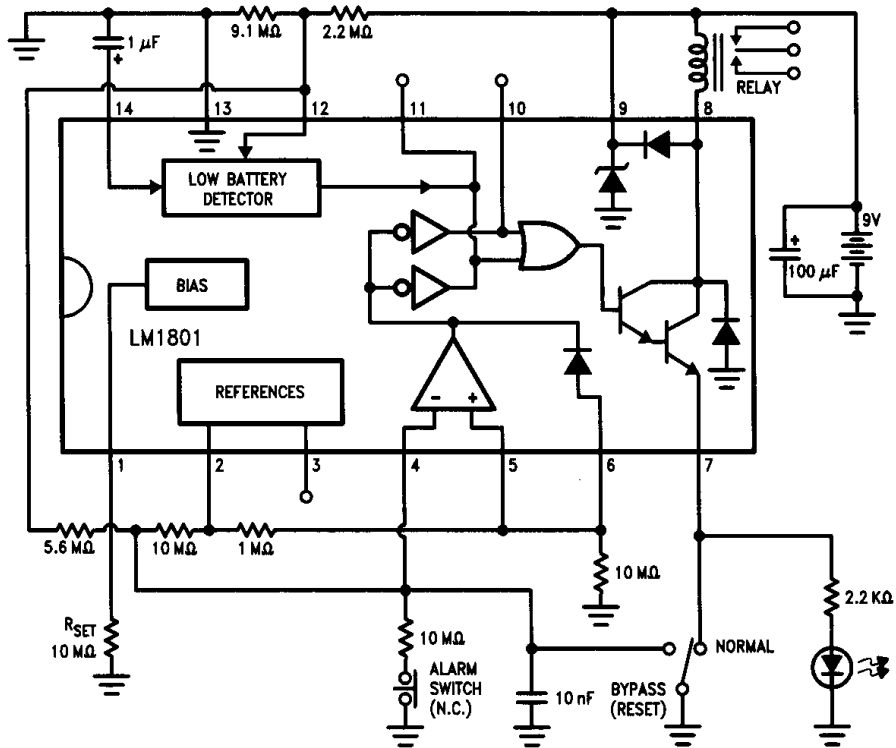 1 µF
9.1 MΩ
2.2 MΩ
RELAY
14
13
12
11
10
9
8
LOW BATTERY
DETECTOR
9V
+
100 µF
+
BIAS
LM1801
REFERENCES
-
+
1
2
3
4
5
6
7
5.6 MΩ
10 MΩ
1 MΩ
10 MΩ
2.2 KΩ
RSET
10 MΩ
10 MΩ
ALARM
SWITCH
(N.C.)
10 nF
BYPASS
(RESET)
NORMAL